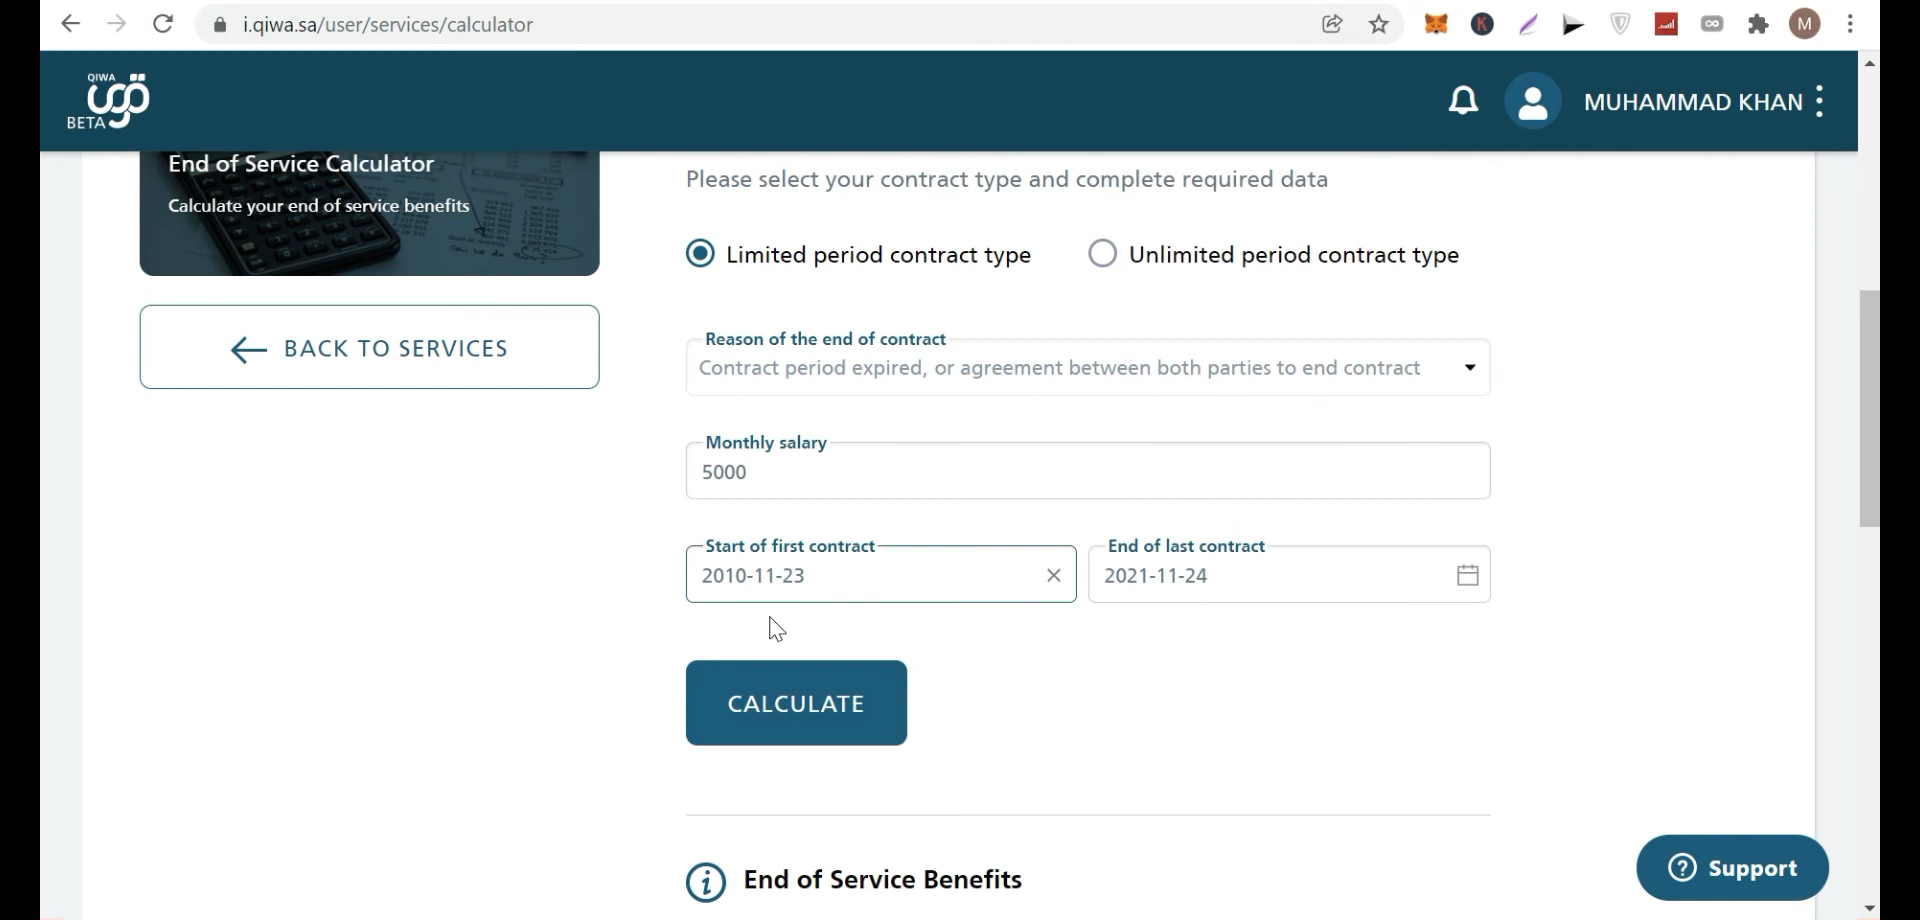 i.qiwa.sa/user/services/calculator
M
QIWA
قوى
BETA
MUHAMMAD KHAN
End of Service Calculator
Calculate your end of service benefits
BACK TO SERVICES
Please select your contract type and complete required data
Limited period contract type
Unlimited period contract type
Reason of the end of contract
Contract period expired, or agreement between both parties to end contract
Monthly salary
5000
Start of first contract
2010-11-23
End of last contract
2021-11-24
CALCULATE
End of Service Benefits
Support